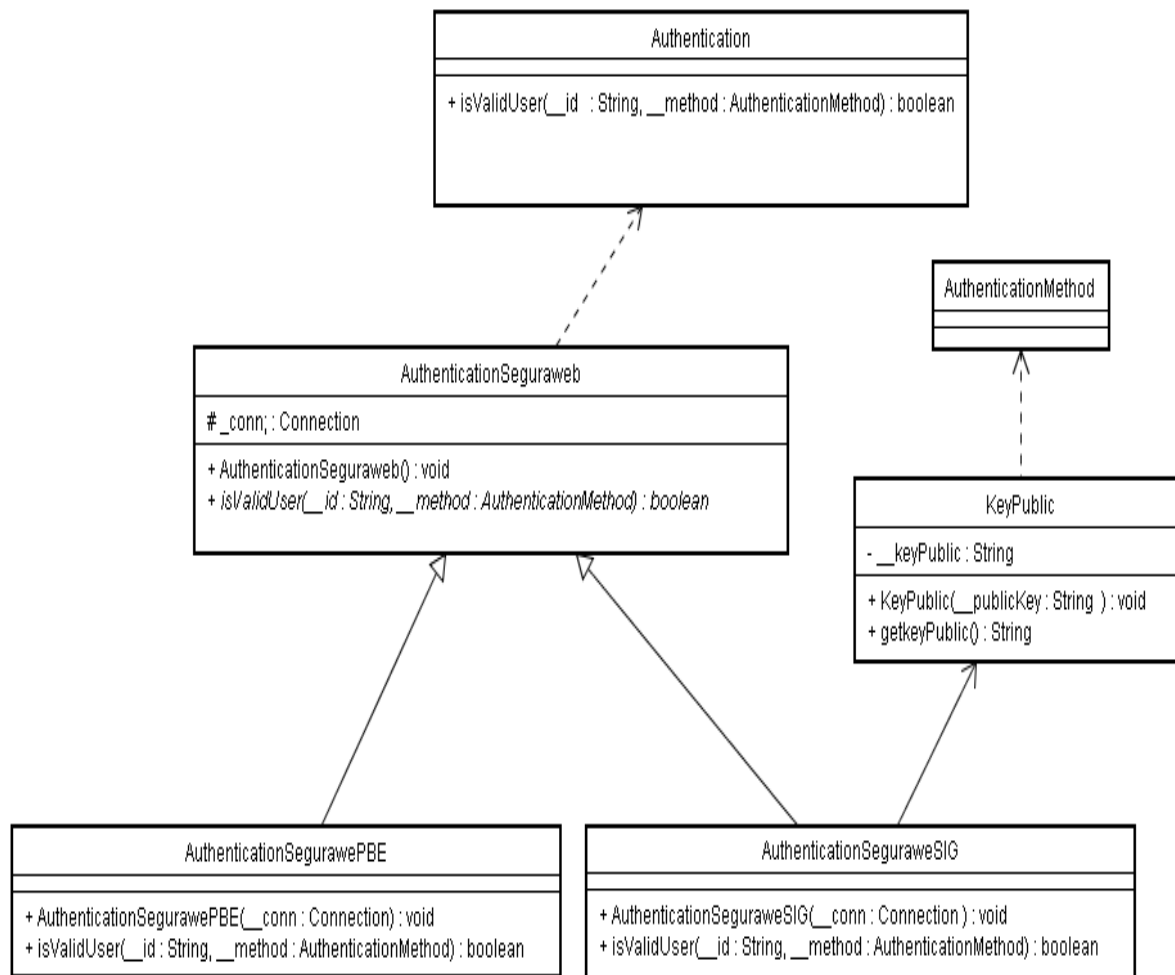 Authentication
+ isValidUser(__id : String, __method : AuthenticationMethod) : boolean
AuthenticationMethod
AuthenticationSeguraweb
# _conn; : Connection
+ AuthenticationSeguraweb() : void
+ isValidUser(__id : String, __method : AuthenticationMethod) : boolean
KeyPublic
- __keyPublic : String
+ KeyPublic(__publicKey : String ) : void
+ getkeyPublic() : String
AuthenticationSegurawePBE
+ AuthenticationSegurawePBE(__conn : Connection) : void
+ isValidUser(__id : String, __method : AuthenticationMethod) : boolean
AuthenticationSeguraweSIG
+ AuthenticationSeguraweSIG(__conn : Connection ) : void
+ isValidUser(__id : String, __method : AuthenticationMethod) : boolean